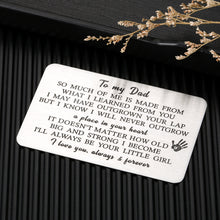 To my Dad
SO MUCH OF ME IS MADE FROM
WHAT I LEARNED FROM YOU
I MAY HAVE OUTGROWN YOUR LAP
BUT I KNOW I WILL NEVER OUTGROW
a place in your heart
IT DOESN'T MATTER HOW OLD
BIG AND STRONG I BECOME
I'LL ALWAYS BE YOUR LITTLE GIRL
I love you, always & forever